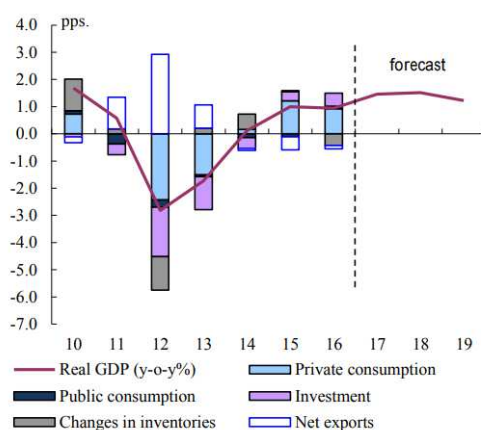 pps.
4.0
3.0
2.0
1.0
0.0
-1.0
-2.0
-3.0
-4.0
-5.0
-6.0
-7.0
forecast
10 11 12 13 14 15 16 17 18 19
Real GDP (y-o-y%) Private consumption
Public consumption Investment
Changes in inventories Net exports